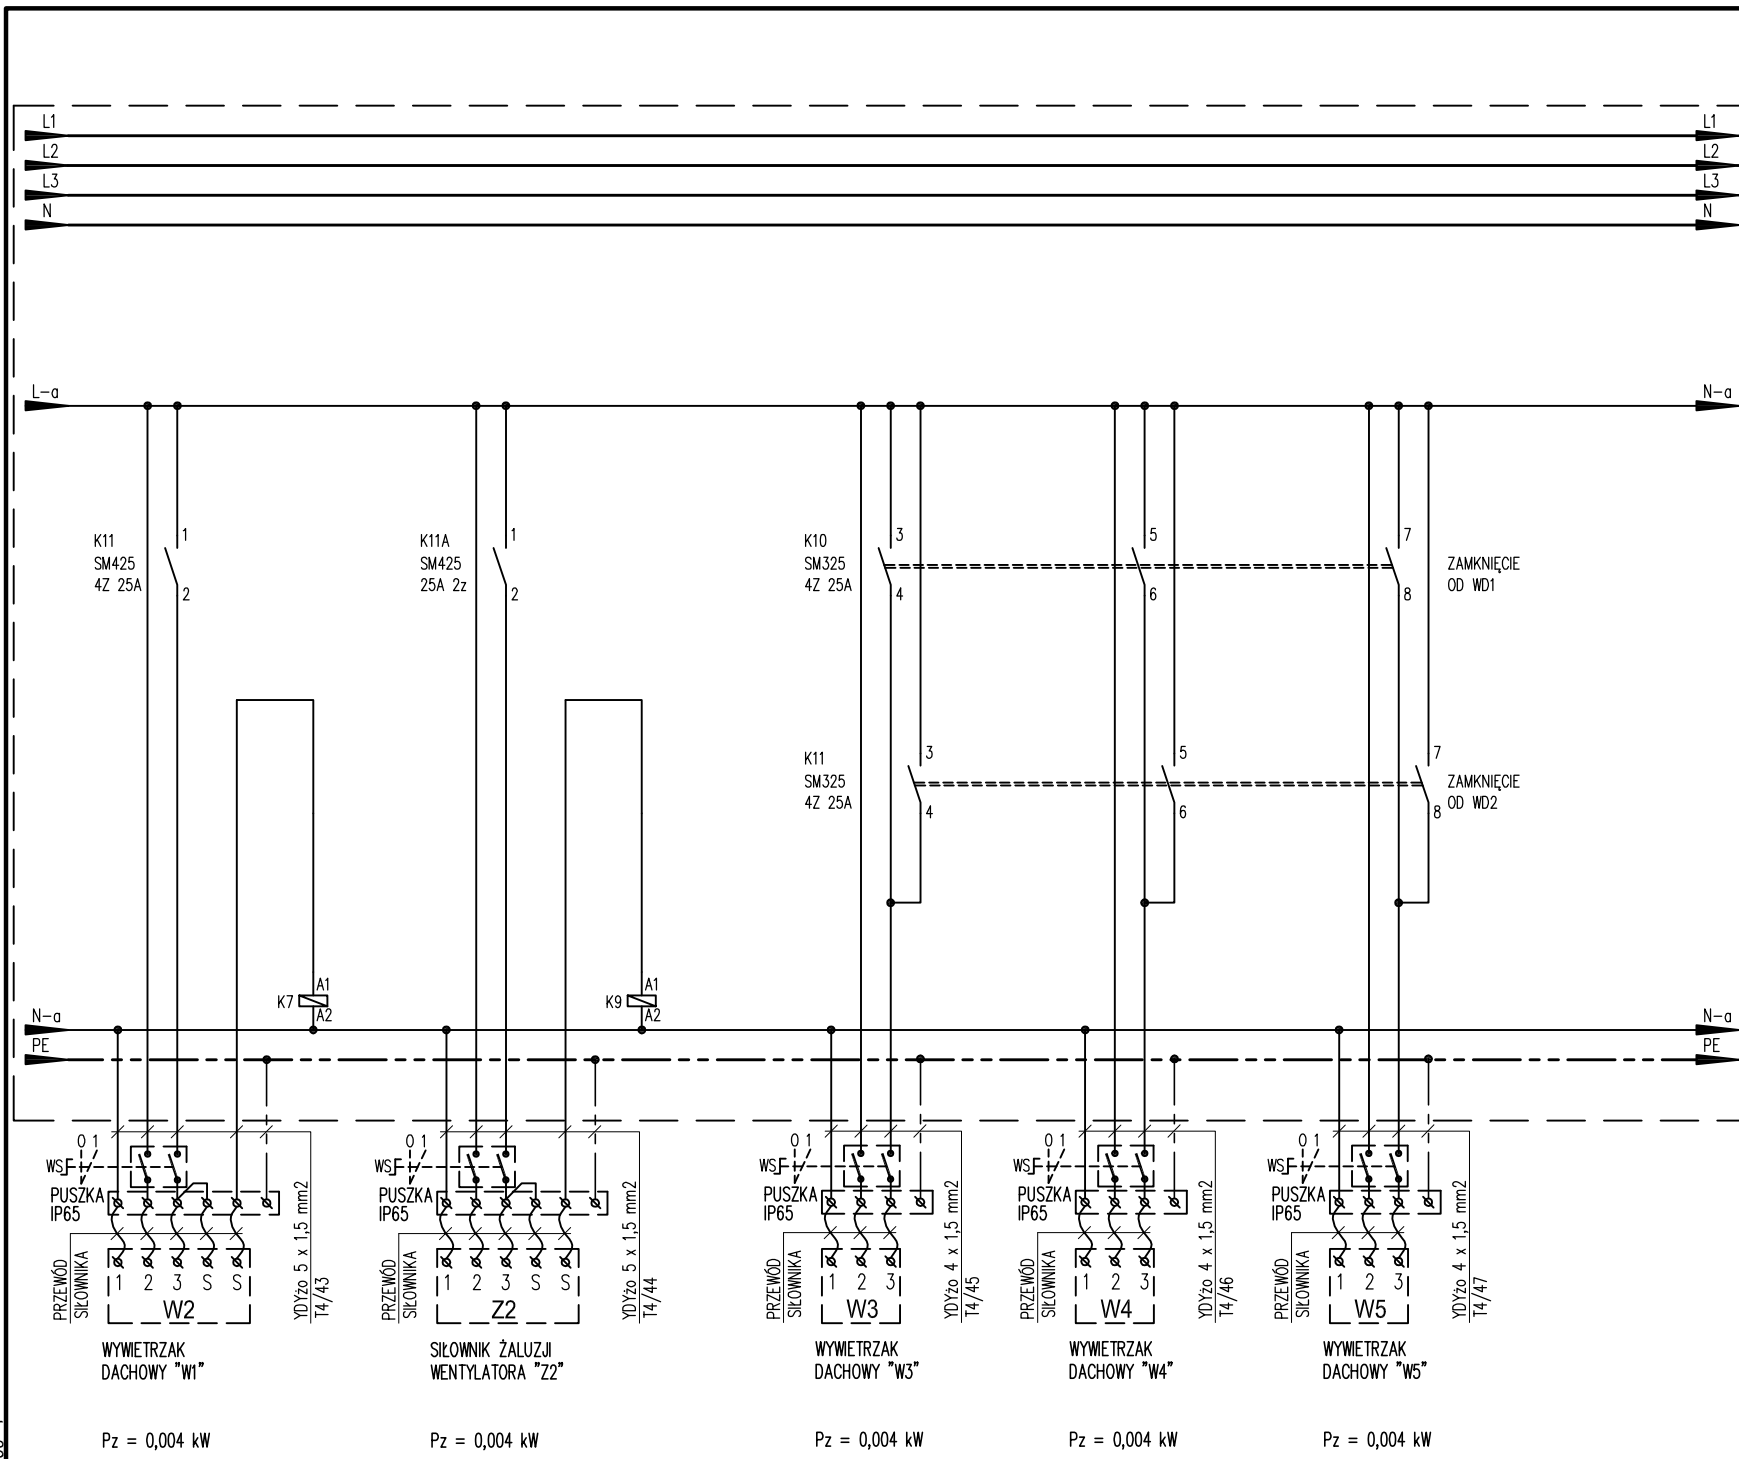 L1 L1
L2 L2
L3 L3
N N
L-a N-a
K11
SM425
4Z 25A
1
2
K11A
SM425
25A 2z
1
2
K10
SM325
4Z 25A
3
4
5
6
7
8
ZAMKNIĘCIE
OD WD1
K11
SM325
4Z 25A
3
4
5
6
7
8
ZAMKNIĘCIE
OD WD2
K7
A1
A2
K9
A1
A2
N-a N-a
PE PE
0 1
WS
PUSZKA
IP65
PRZEWÓD
SIŁOWNIKA
1 2 3 S S
W2
YDYżo 5 x 1,5 mm2
T4/43
WYWIETRZAK
DACHOWY "W1"
Pz = 0,004 kW
0 1
WS
PUSZKA
IP65
PRZEWÓD
SIŁOWNIKA
1 2 3 S S
Z2
YDYżo 5 x 1,5 mm2
T4/44
SIŁOWNIK ŻALUZJI
WENTYLATORA "Z2"
Pz = 0,004 kW
0 1
WS
PUSZKA
IP65
PRZEWÓD
SIŁOWNIKA
1 2 3
W3
YDYżo 4 x 1,5 mm2
T4/45
WYWIETRZAK
DACHOWY "W3"
Pz = 0,004 kW
0 1
WS
PUSZKA
IP65
PRZEWÓD
SIŁOWNIKA
1 2 3
W4
YDYżo 4 x 1,5 mm2
T4/46
WYWIETRZAK
DACHOWY "W4"
Pz = 0,004 kW
0 1
WS
PUSZKA
IP65
PRZEWÓD
SIŁOWNIKA
1 2 3
W5
YDYżo 4 x 1,5 mm2
T4/47
WYWIETRZAK
DACHOWY "W5"
Pz = 0,004 kW